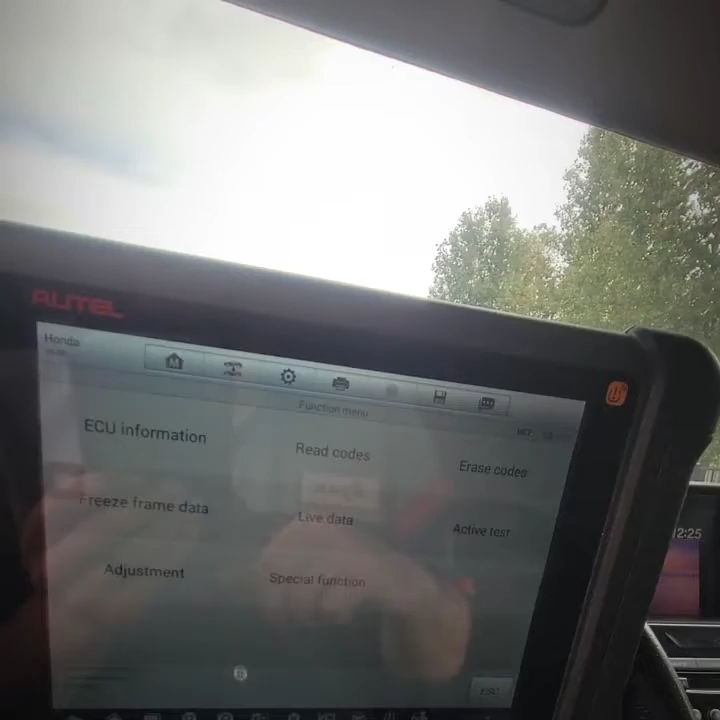 AUTEL
Honda
Function menu
ECU information
Read codes
Erase codes
Freeze frame data
Live data
Active test
Adjustment
Special function
ESC
12:25